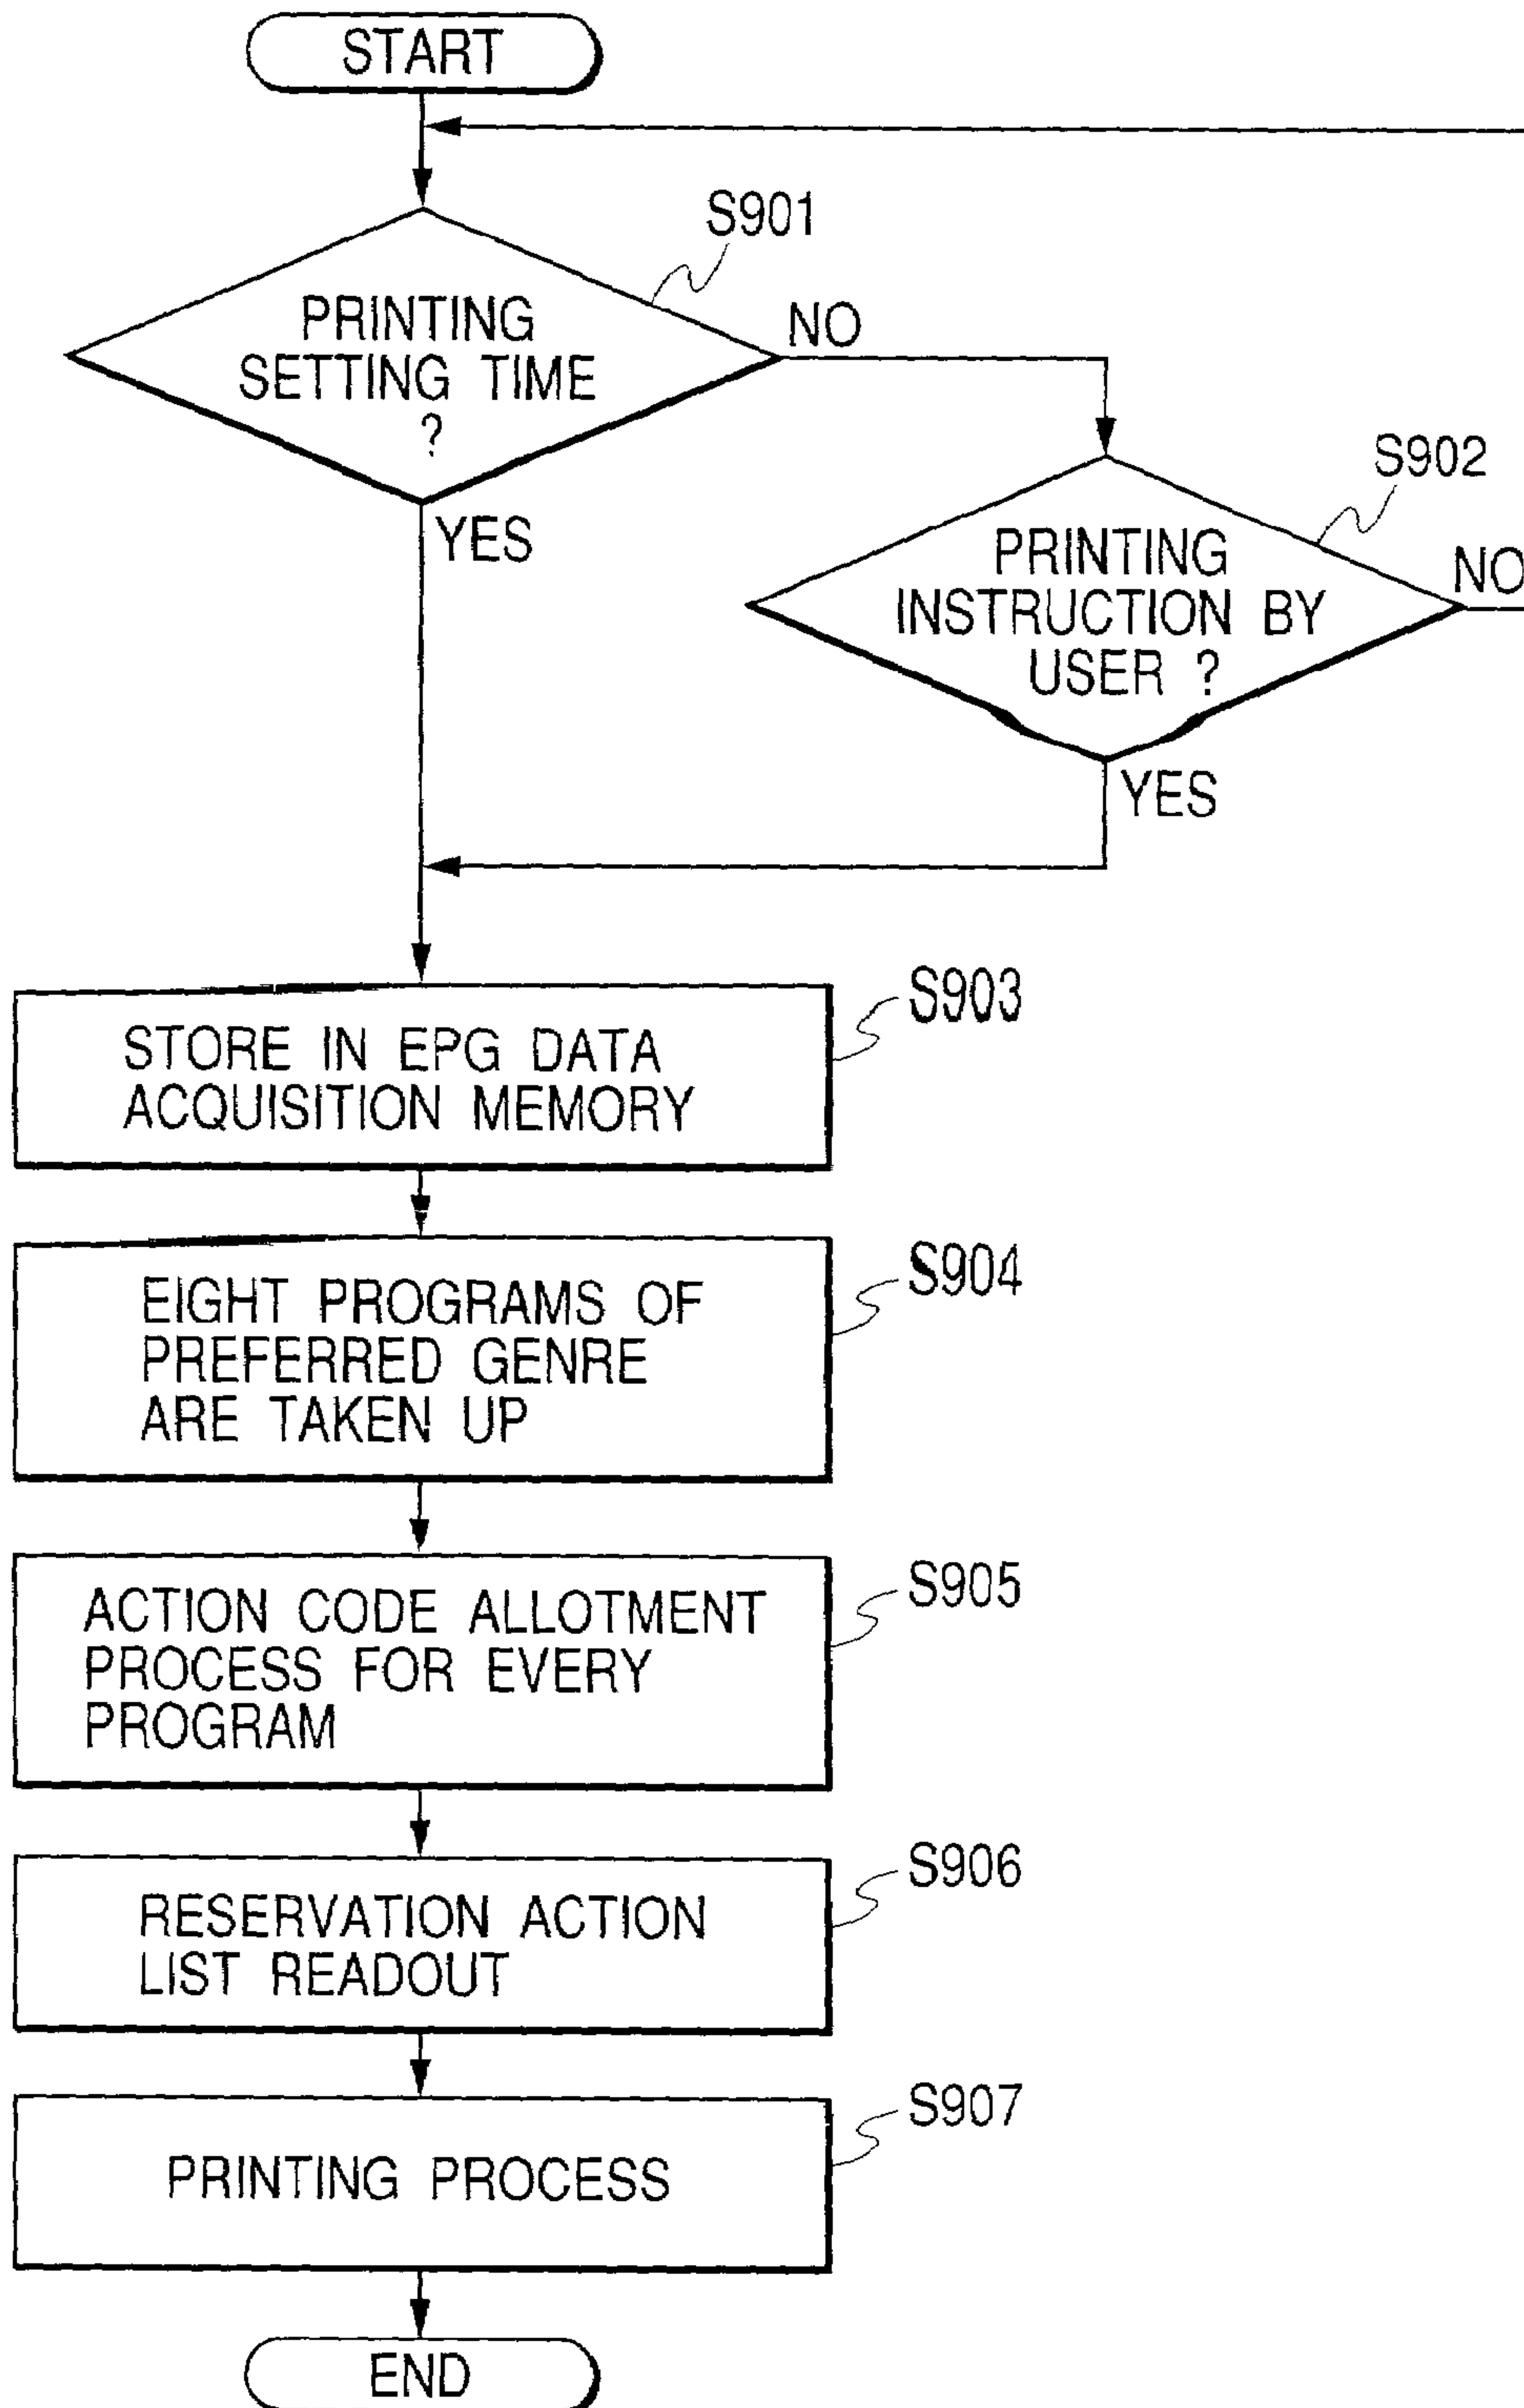 START
S901
PRINTING
SETTING TIME
?
NO
YES
S902
PRINTING
INSTRUCTION BY
USER ?
NO
YES
S903
STORE IN EPG DATA
ACQUISITION MEMORY
S904
EIGHT PROGRAMS OF
PREFERRED GENRE
ARE TAKEN UP
S905
ACTION CODE ALLOTMENT
PROCESS FOR EVERY
PROGRAM
S906
RESERVATION ACTION
LIST READOUT
S907
PRINTING PROCESS
END